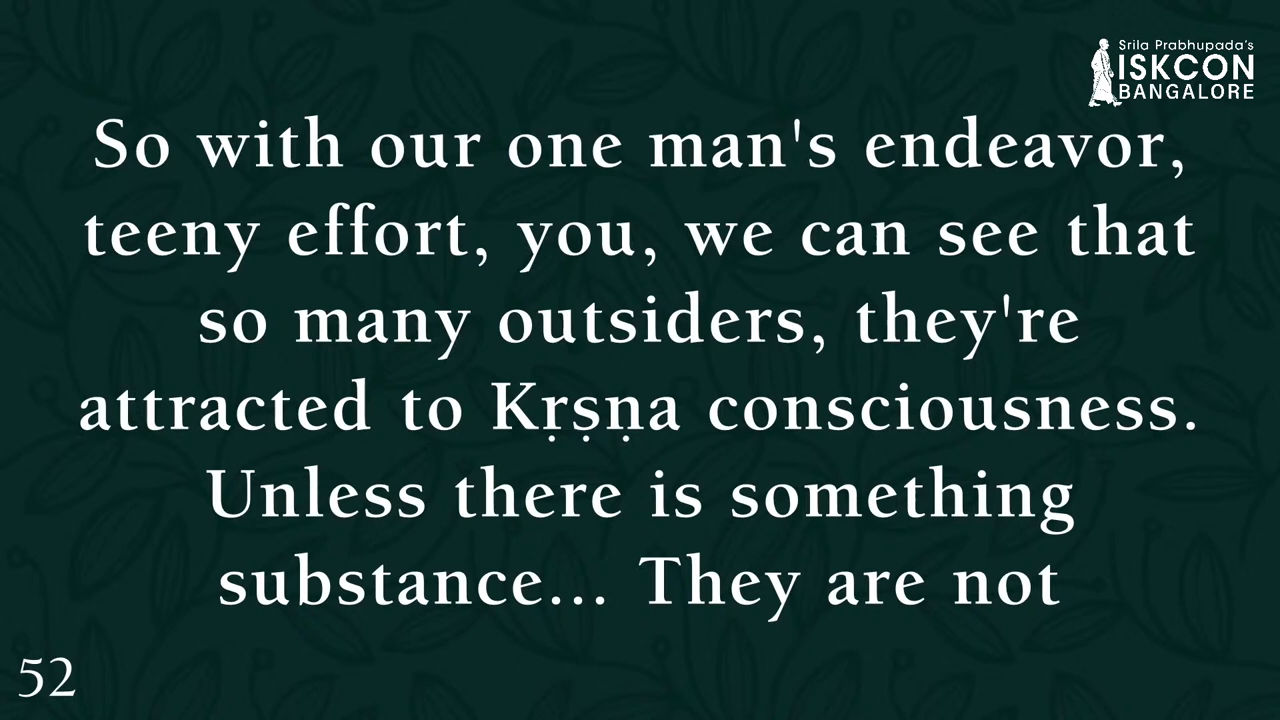 Srila Prabhupada's
ISKCON
BANGALORE
So with our one man's endeavor,
teeny effort, you, we can see that
so many outsiders, they're
attracted to Kṛṣṇa consciousness.
Unless there is something
substance... They are not
52